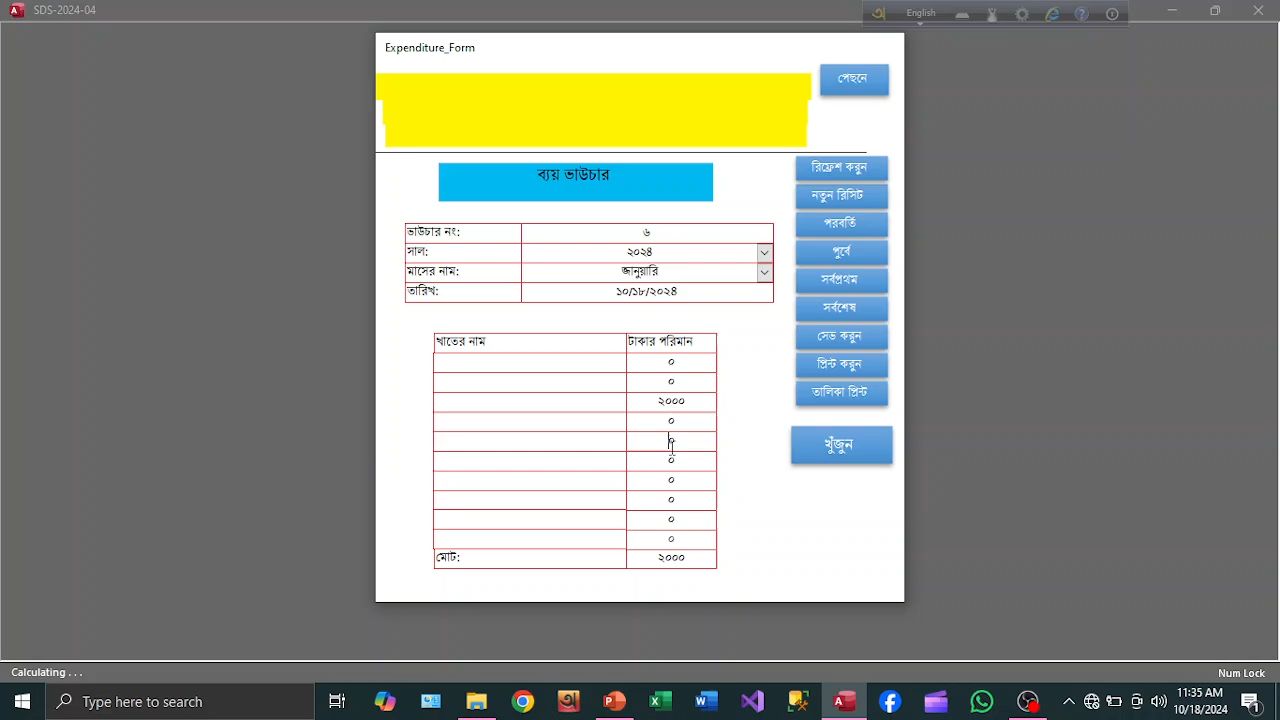 SDS-2024-04
English
Expenditure_Form
পেছনে
ব্যয় ভাউচার
ভাউচার নং: ৬
সাল: ২০২৪
মাসের নাম: জানুয়ারি
তারিখ: ১০/১৮/২০২৪
খাতের নাম টাকার পরিমান
০
০
২০০০
০
০
০
০
০
০
০
মোট: ২০০০
রিফ্রেশ করুন
নতুন রিসিট
পরবর্তি
পুর্বে
সর্বপ্রথম
সর্বশেষ
সেভ করুন
প্রিন্ট করুন
তালিকা প্রিন্ট
খুঁজুন
Calculating . . .
Num Lock
Type here to search
11:35 AM
10/18/2024